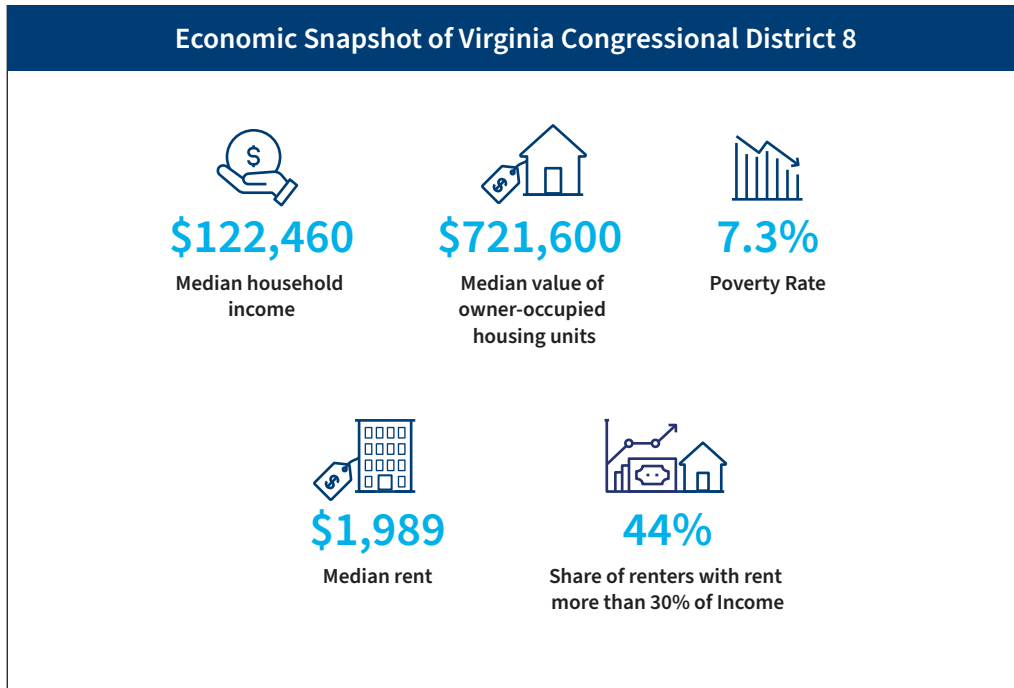 Economic Snapshot of Virginia Congressional District 8
$
$
$122,460
$721,600
7.3%
Median household
income
Median value of
owner-occupied
housing units
Poverty Rate
$
$1,989
44%
Median rent
Share of renters with rent
more than 30% of Income